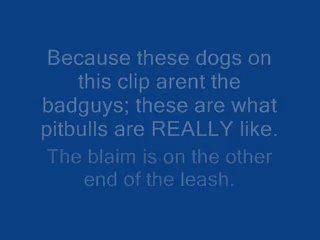 Because these dogs on
this clip arent the
badguys; these are what
pitbulls are REALLY like.
The blaim is on the other
end of the leash.